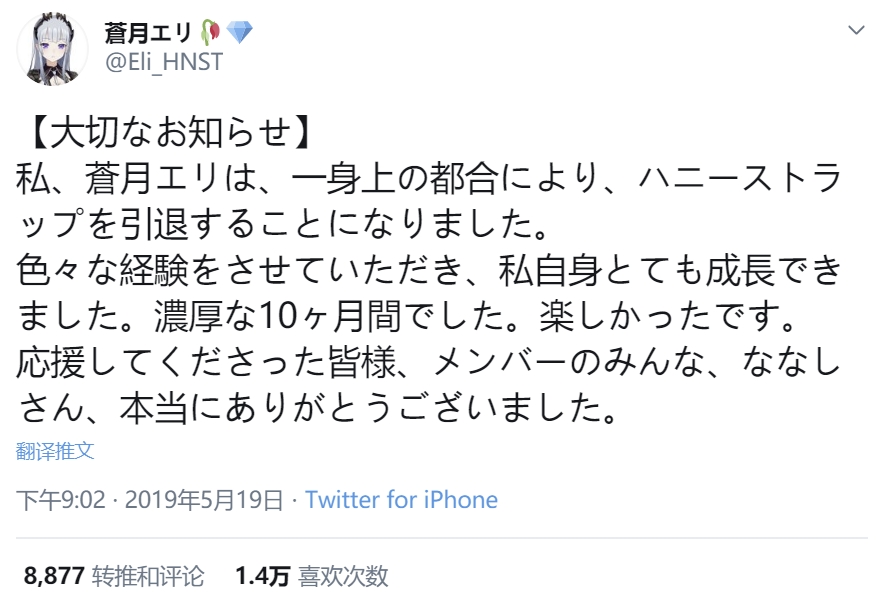 蒼月エリ🥀💎
@Eli_HNST
【大切なお知らせ】
私、蒼月エリは、一身上の都合により、ハニーストラ
ップを引退することになりました。
色々な経験をさせていただき、私自身とても成長でき
ました。濃厚な10ヶ月間でした。楽しかったです。
応援してくださった皆様、メンバーのみんな、ななし
さん、本当にありがとうございました。
翻译推文
下午9:02 · 2019年5月19日 · Twitter for iPhone
8,877 转推和评论 1.4万 喜欢次数